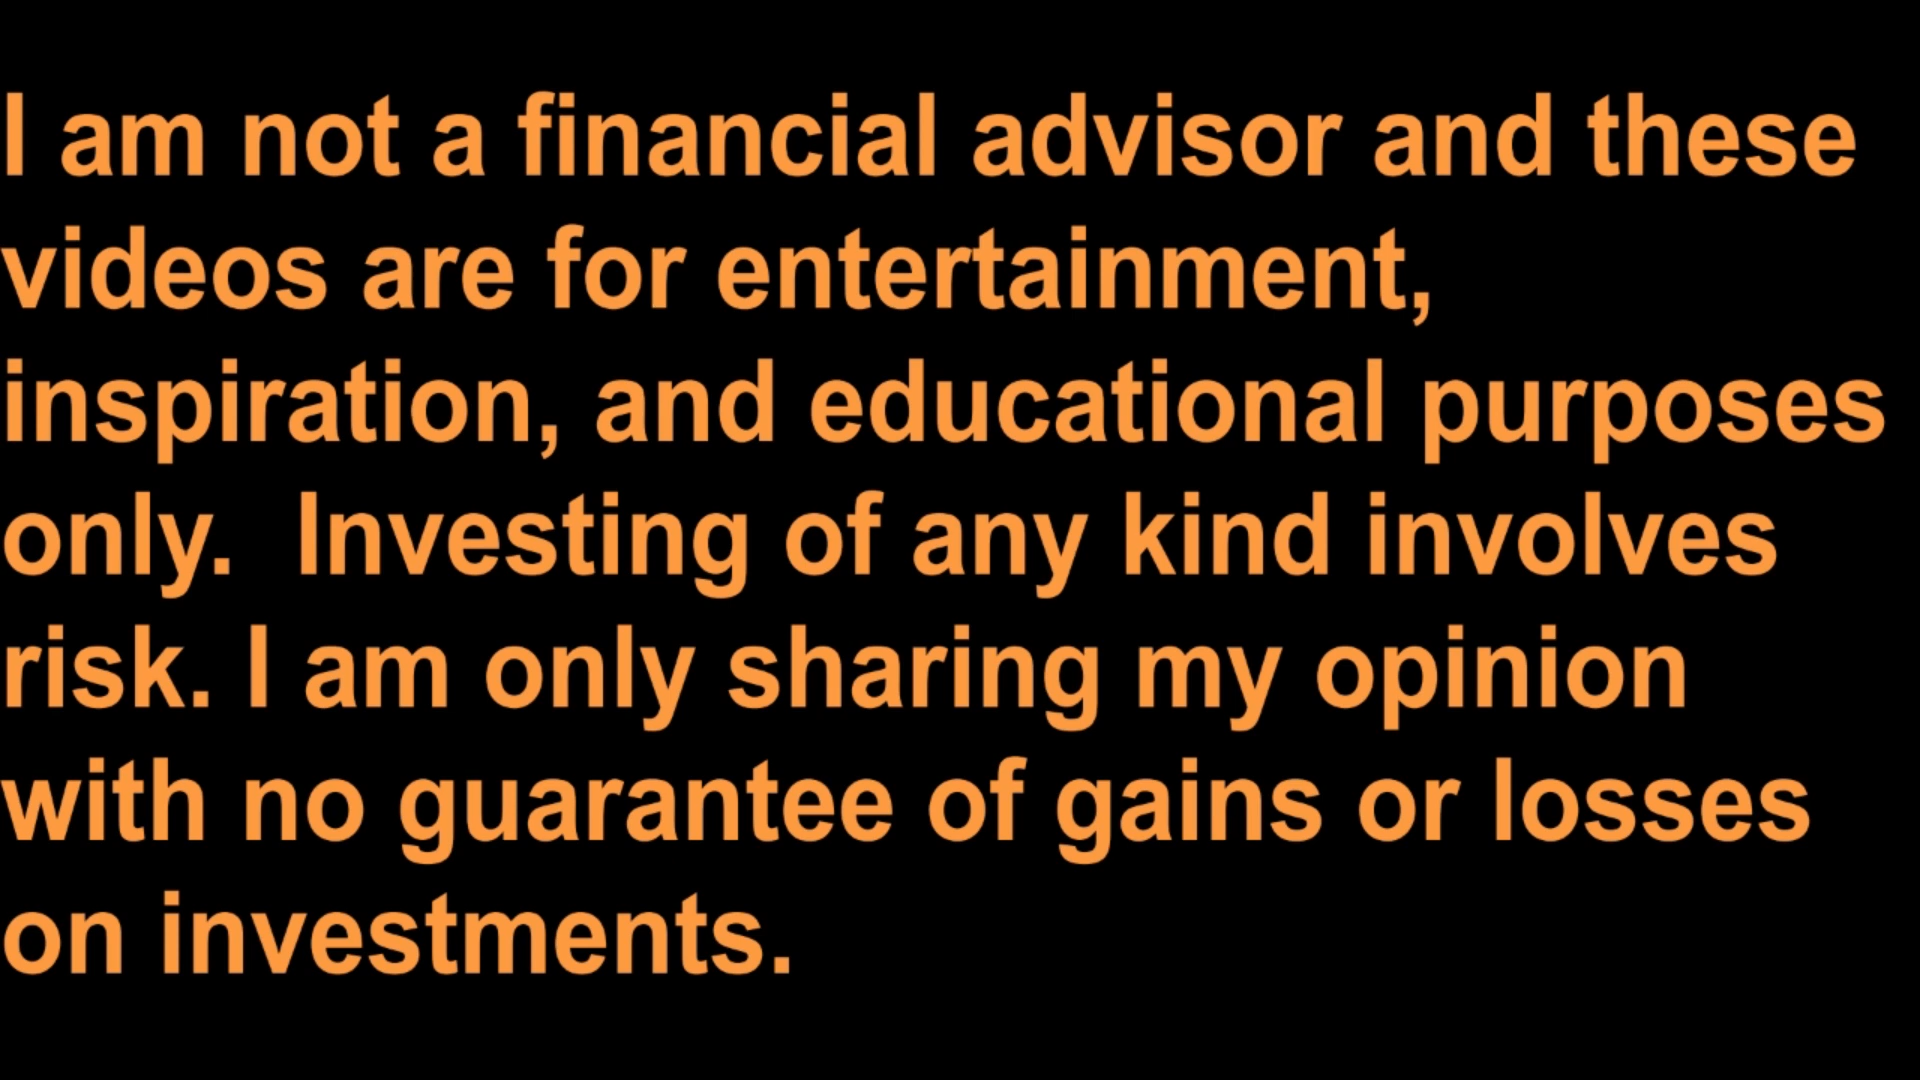 I am not a financial advisor and these
videos are for entertainment,
inspiration, and educational purposes
only.  Investing of any kind involves
risk. I am only sharing my opinion
with no guarantee of gains or losses
on investments.